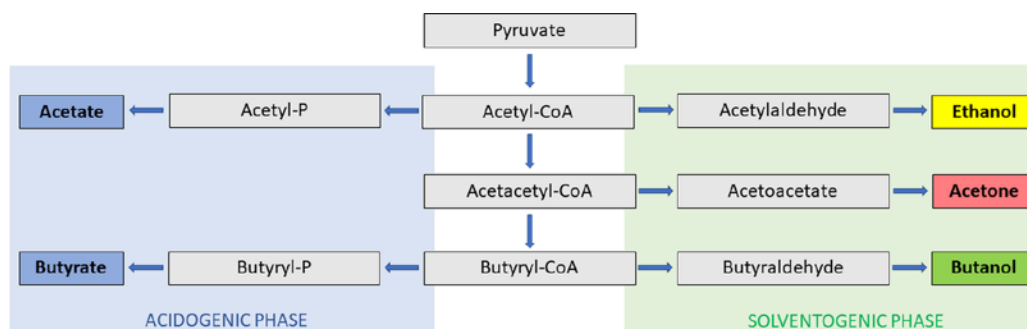 Pyruvate
Acetate
Acetyl-P
Acetyl-CoA
Acetylaldehyde
Ethanol
Acetacetyl-CoA
Acetoacetate
Acetone
Butyrate
Butyryl-P
Butyryl-CoA
Butyraldehyde
Butanol
ACIDOGENIC PHASE
SOLVENTOGENIC PHASE